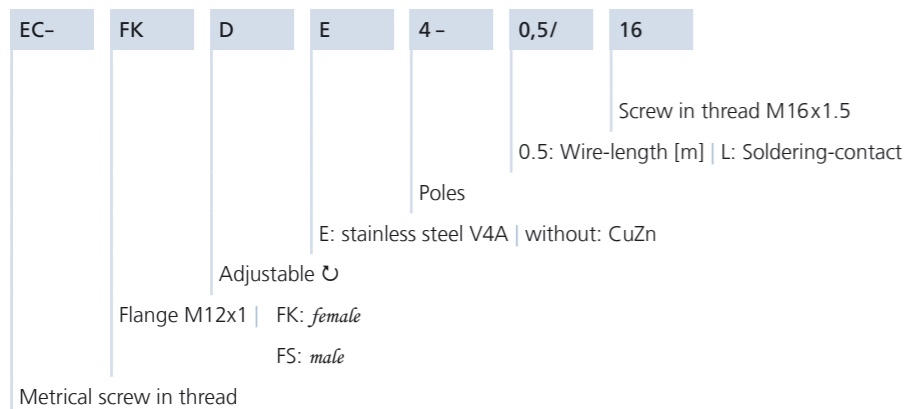 EC– FK D E 4 – 0,5/ 16
Screw in thread M16x1.5
0.5: Wire-length [m] | L: Soldering-contact
Poles
E: stainless steel V4A | without: CuZn
Adjustable ↻
Flange M12x1 | FK: female
FS: male
Metrical screw in thread